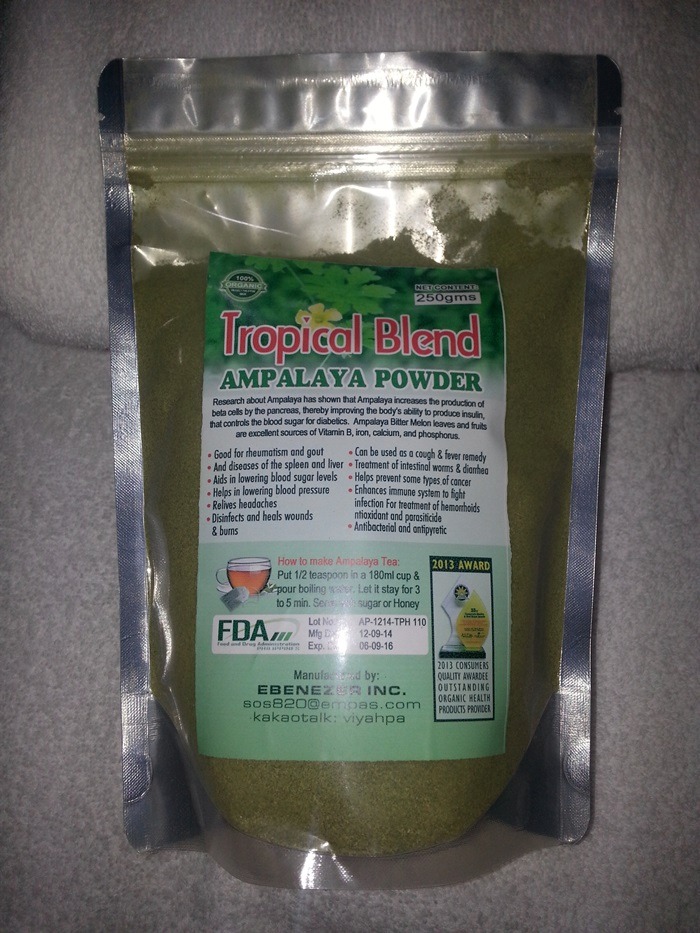 100%
ORGANIC
NET CONTENT:
250gms
Tropical Blend
AMPALAYA POWDER
Research about Ampalaya has shown that Ampalaya increases the production of
beta cells by the pancreas, thereby improving the body's ability to produce insulin,
that controls the blood sugar for diabetics. Ampalaya Bitter Melon leaves and fruits
are excellent sources of Vitamin B, iron, calcium, and phosphorus.
• Good for rheumatism and gout
• And diseases of the spleen and liver
• Aids in lowering blood sugar levels
• Helps in lowering blood pressure
• Relives headaches
• Disinfects and heals wounds
& burns
• Can be used as a cough & fever remedy
• Treatment of intestinal worms & diarrhea
• Helps prevent some types of cancer
• Enhances immune system to fight
infection For treatment of hemorrhoids
ntioxidant and parasiticide
• Antibacterial and antipyretic
How to make Ampalaya Tea:
Put 1/2 teaspoon in a 180ml cup &
pour boiling water. Let it stay for 3
to 5 min. sugar or Honey
FDA
Food and Drug Administration
Lot No. AP-1214-TPH 110
Mfg 12-09-14
Exp. 06-09-16
Manufactured by:
EBENEZER INC.
sos820@empas.com
kakaotalk: viyahpa
2013 AWARD
2013 CONSUMERS
QUALITY AWARDEE
OUTSTANDING
ORGANIC HEALTH
PRODUCTS PROVIDER